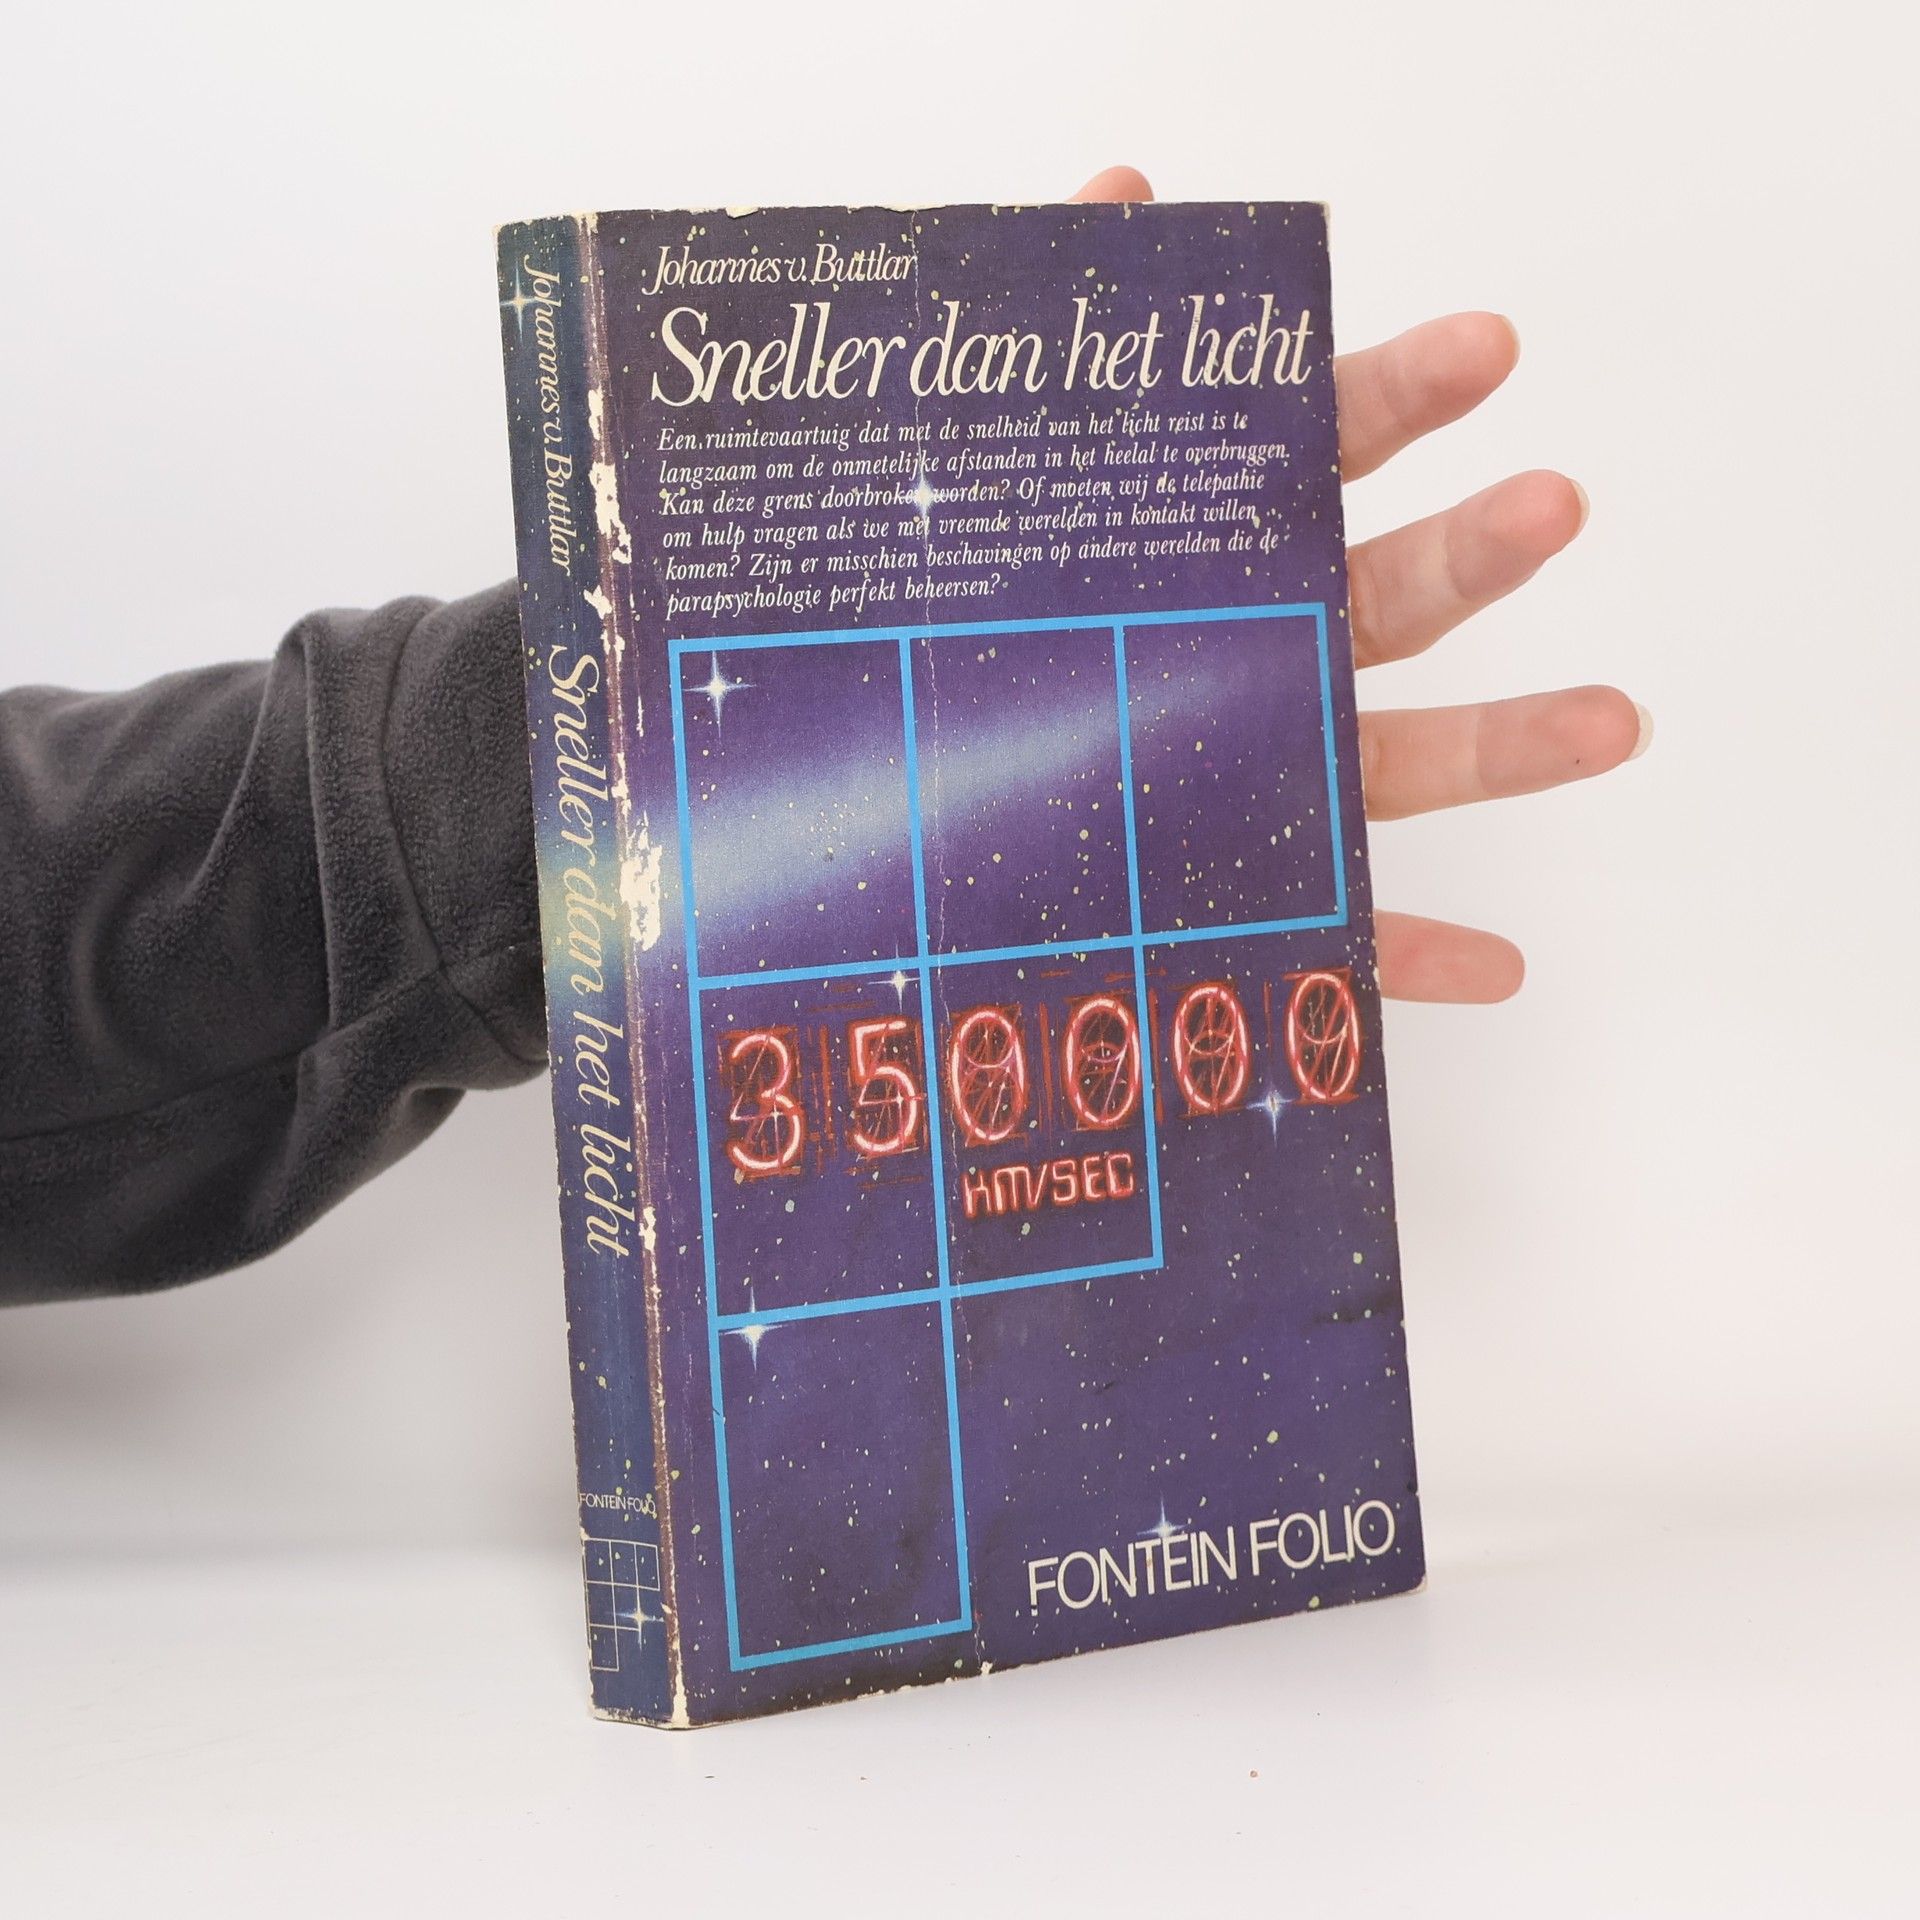 Johannes v. Buttlar
Sneller dan het licht
Een ruimtevaartuig dat met de snelheid van het licht reist is te
langzaam om de onmetelijke afstanden in het heelal te overbruggen.
Kan deze grens doorbroken worden? Of moeten wij de telepathie
om hulp vragen als we met vreemde werelden in kontakt willen
komen? Zijn er misschien beschavingen op andere werelden die de
parapsychologie perfekt beheersen?
350000
KM/SEC
FONTEIN FOLIO
Johannes v. Buttlar
Sneller dan het licht
FONTEIN FOLIO